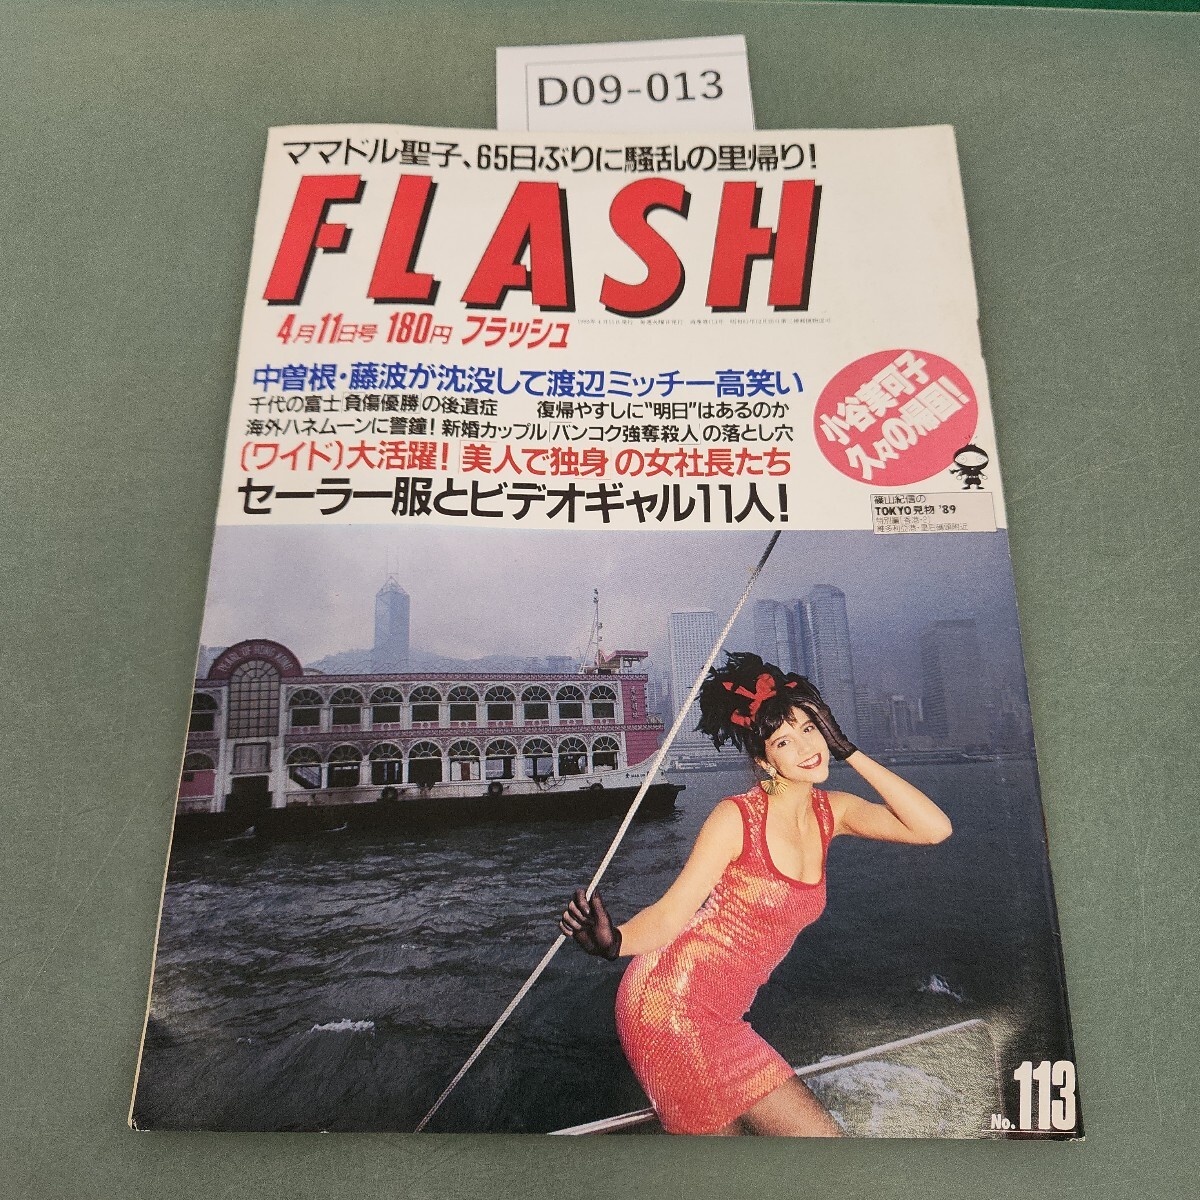 D09-013
ママドル聖子、65日ぶりに騒乱の里帰り!
FLASH
4月11日号 180円 フラッシュ
中曽根・藤波が沈没して渡辺ミッチー高笑い
千代の富士「負傷優勝」の後遺症 復帰やすしに“明日”はあるのか
海外ハネムーンに警鐘!新婚カップル「バンコク強奪殺人」の落とし穴
〔ワイド〕大活躍!「美人で独身」の女社長たち
セーラー服とビデオギャル11人!
小谷実可子
久々の帰国!!
篠山紀信の
TOKYO見物 '89
PEARL OF HONG KONG
No.113